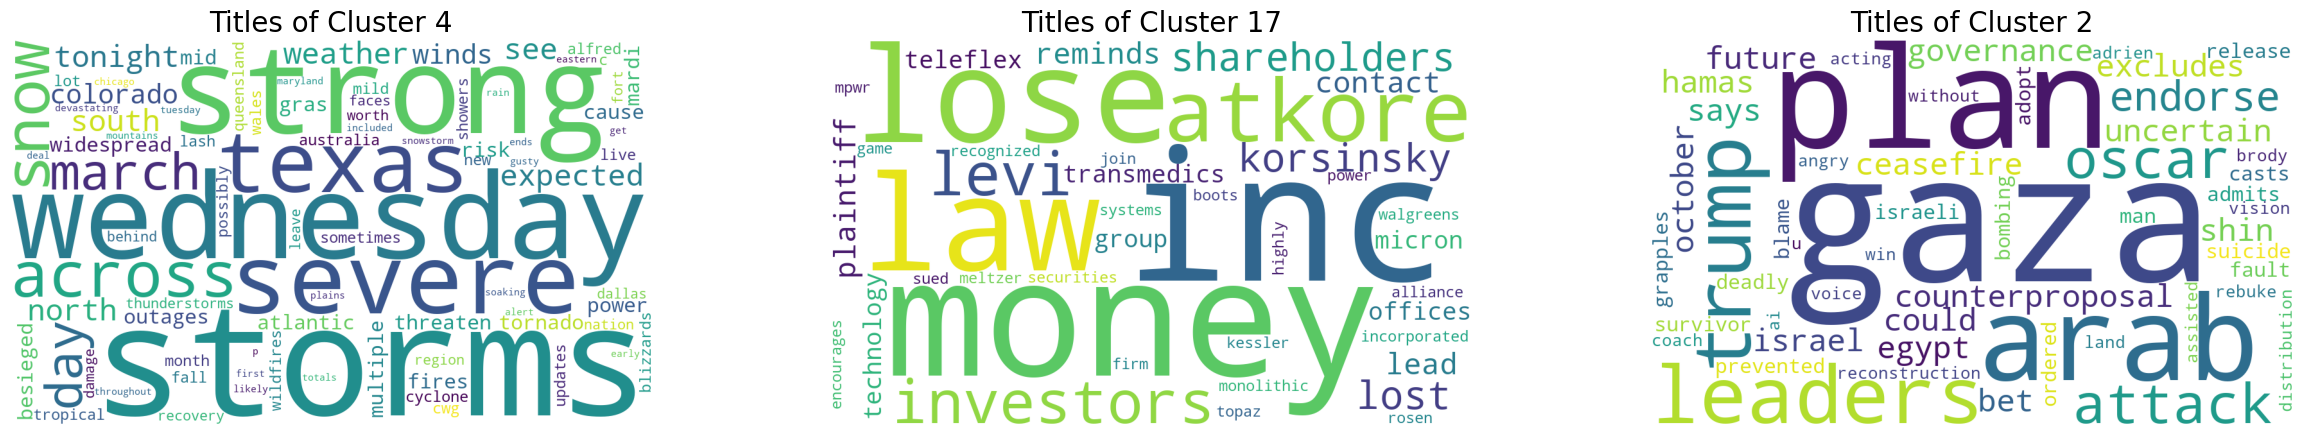 Titles of Cluster 4
tonight
mid
weather
winds
see
alfred
eastern
c
snow
lot
chicago
strong
maryland
colorado
devastating
tuesday
gras
mild
faces
worth
included
rain
queensland
wales
showers
mardi
fort
cause
get
south
mountains
widespread
lash
australia
snowstorm
ends
risk
new
gusty
live
deal
march
texas
possibly
expected
wednesday
behind
leave
sometimes
across
severe
plains
soaking
north
thunderstorms
outages
atlantic
threaten
tornado
alert
dallas
power
nation
besieged
day
damage
month
fall
p
first
likely
wildfires
multiple
region
fires
cyclone
cwg
updates
early
blizzards
storms
totals
throughout
tropical
recovery
Titles of Cluster 17
teleflex
reminds
shareholders
contact
mpwr
lose
atkore
plaintiff
game
recognized
join
korsinsky
levi
transmedics
power
boots
law
inc
systems
group
highly
walgreens
micron
sued
meltzer
securities
technology
money
alliance
offices
incorporated
encourages
kessler
firm
lead
monolithic
investors
topaz
lost
rosen
Titles of Cluster 2
future
acting
governance
adrien
release
hamas
excludes
plan
without
adopt
endorse
says
uncertain
october
trump
angry
ceasefire
oscar
brody
casts
admits
gaza
israeli
bombing
man
vision
grapples
blame
u
win
shin
suicide
deadly
voice
fault
counterproposal
rebuke
survivor
ai
could
arab
coach
israel
egypt
land
ordered
assisted
distribution
prevented
reconstruction
leaders
bet
attack